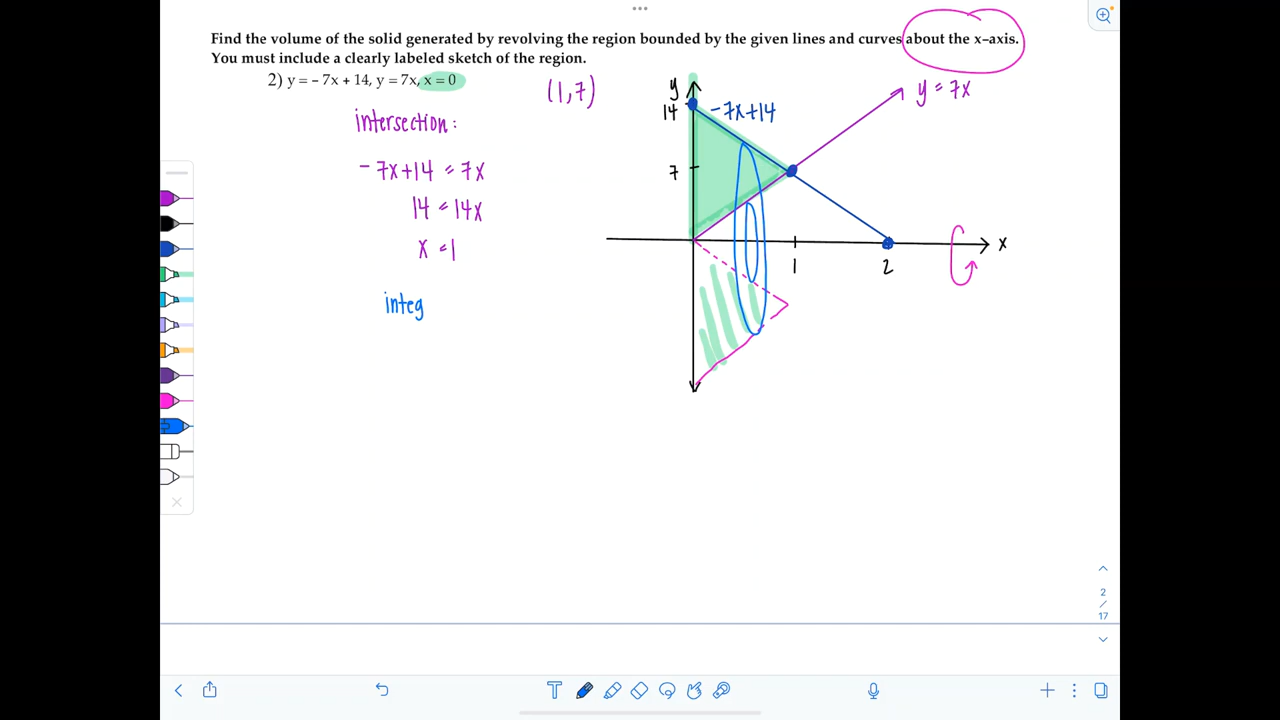 Find the volume of the solid generated by revolving the region bounded by the given lines and curves about the x–axis.
You must include a clearly labeled sketch of the region.
2) y = – 7x + 14, y = 7x, x = 0
(1,7)
intersection:
-7x+14 = 7x
14 = 14x
x = 1
integ
y
14
-7x+14
y = 7x
7
x
1
2
2
/
17
T